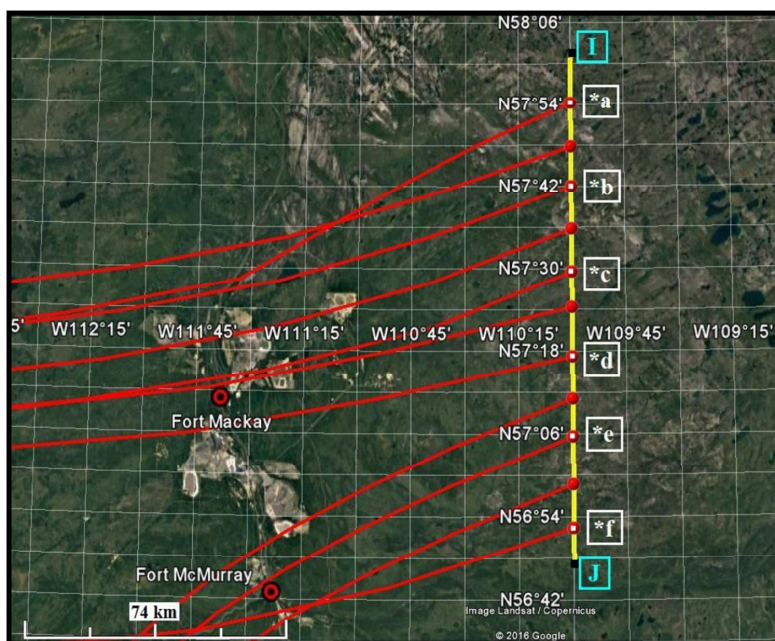 N58°06'
I
N57°54'
*a
N57°42'
*b
N57°30'
*c
5'
W112°15'
W111°45'
W111°15'
W110°45'
W110°15'
W109°45'
W109°15'
N57°18'
*d
Fort Mackay
N57°06'
*e
N56°54'
*f
Fort McMurray
J
74 km
N56°42'
Image Landsat / Copernicus
© 2016 Google